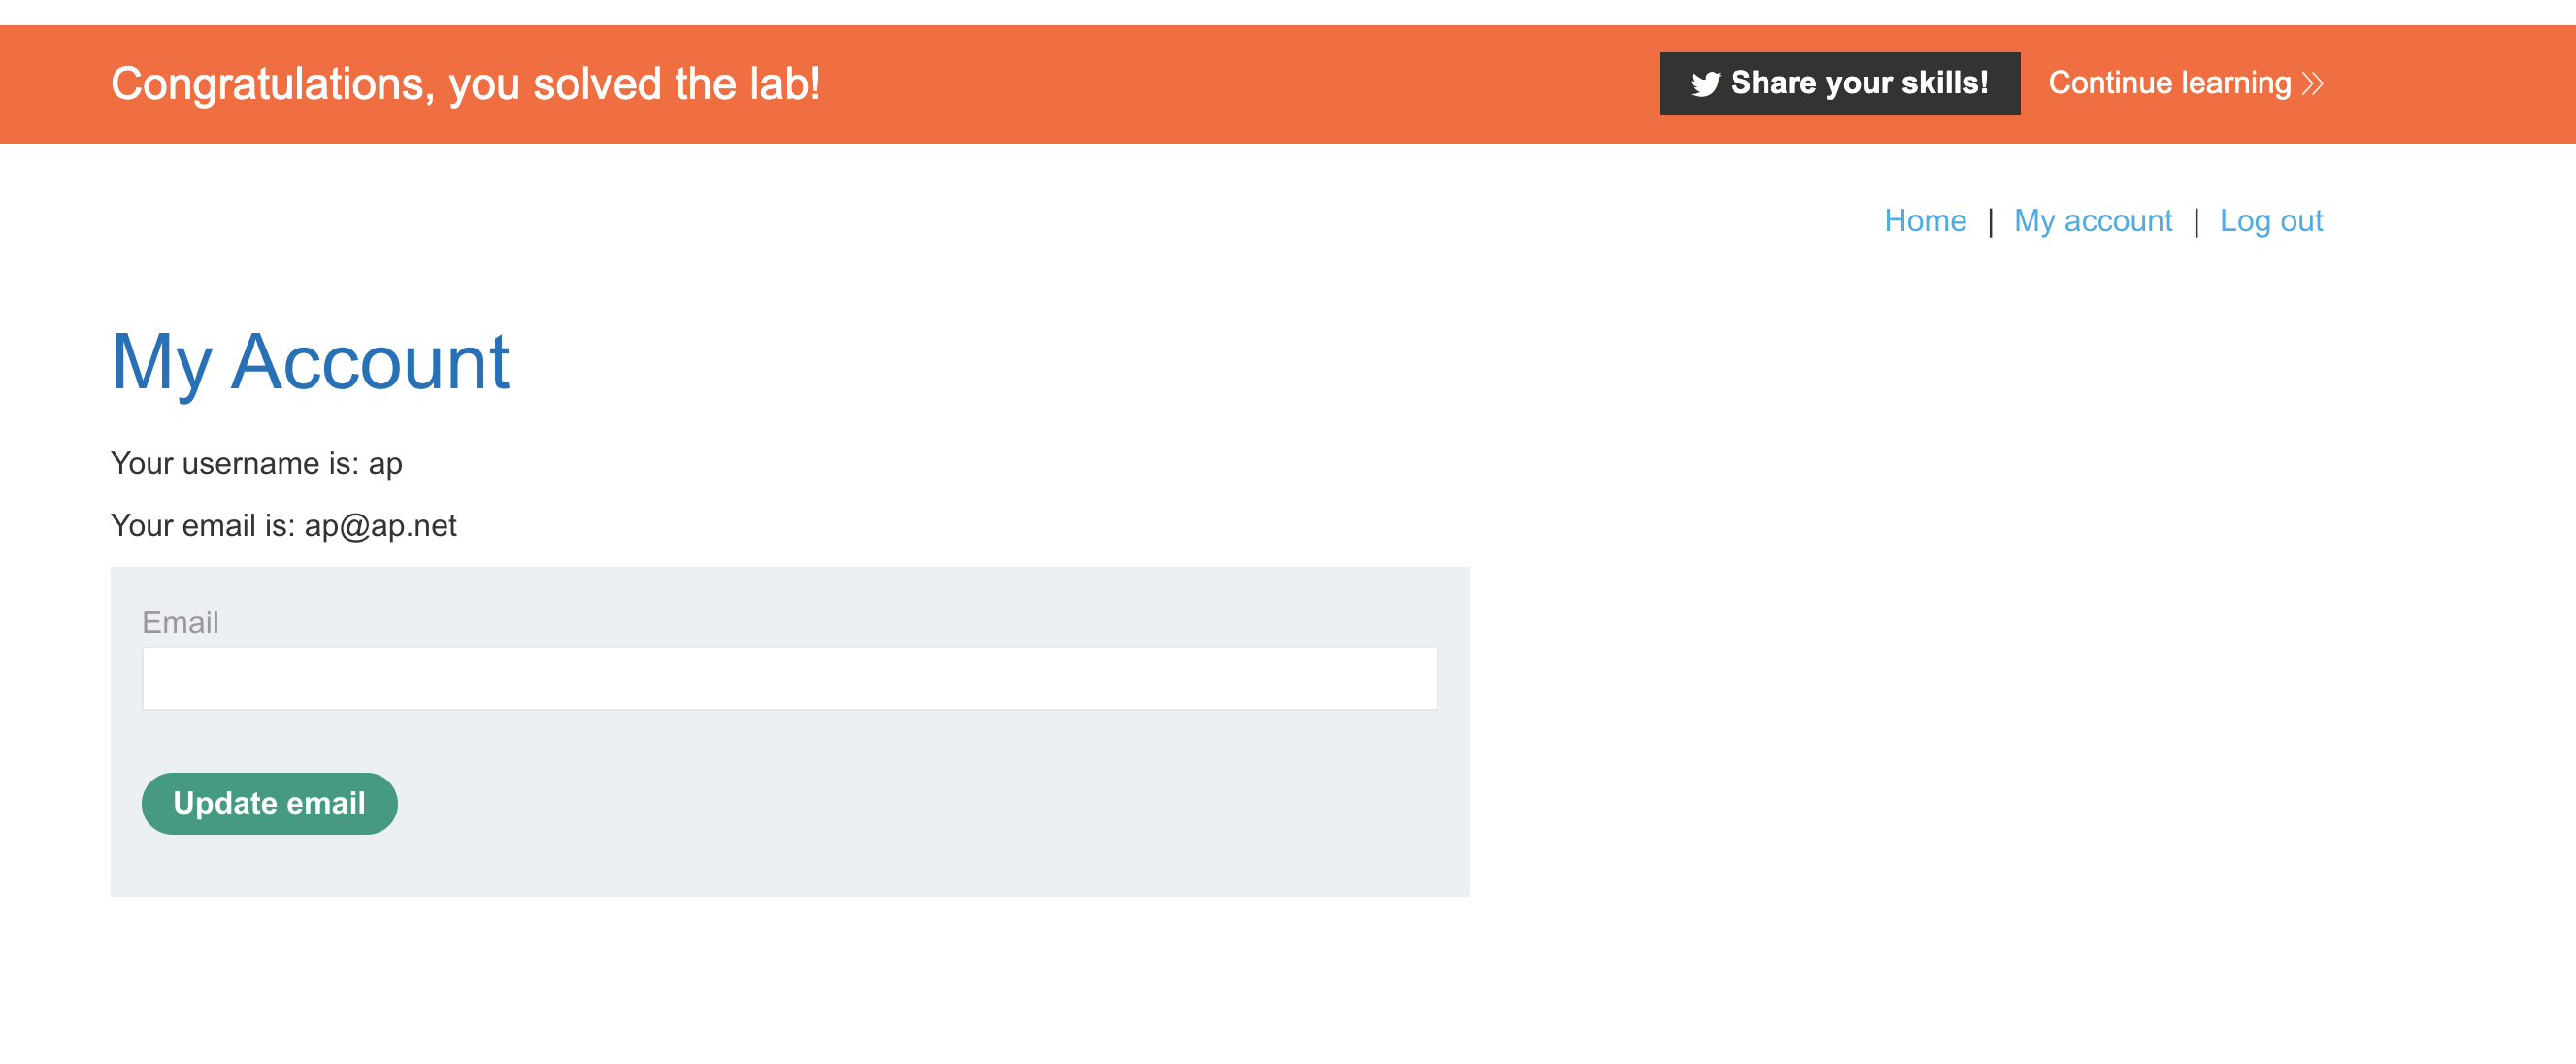 Congratulations, you solved the lab!
Share your skills!
Continue learning
Home | My account | Log out
My Account
Your username is: ap
Your email is: ap@ap.net
Email
Update email